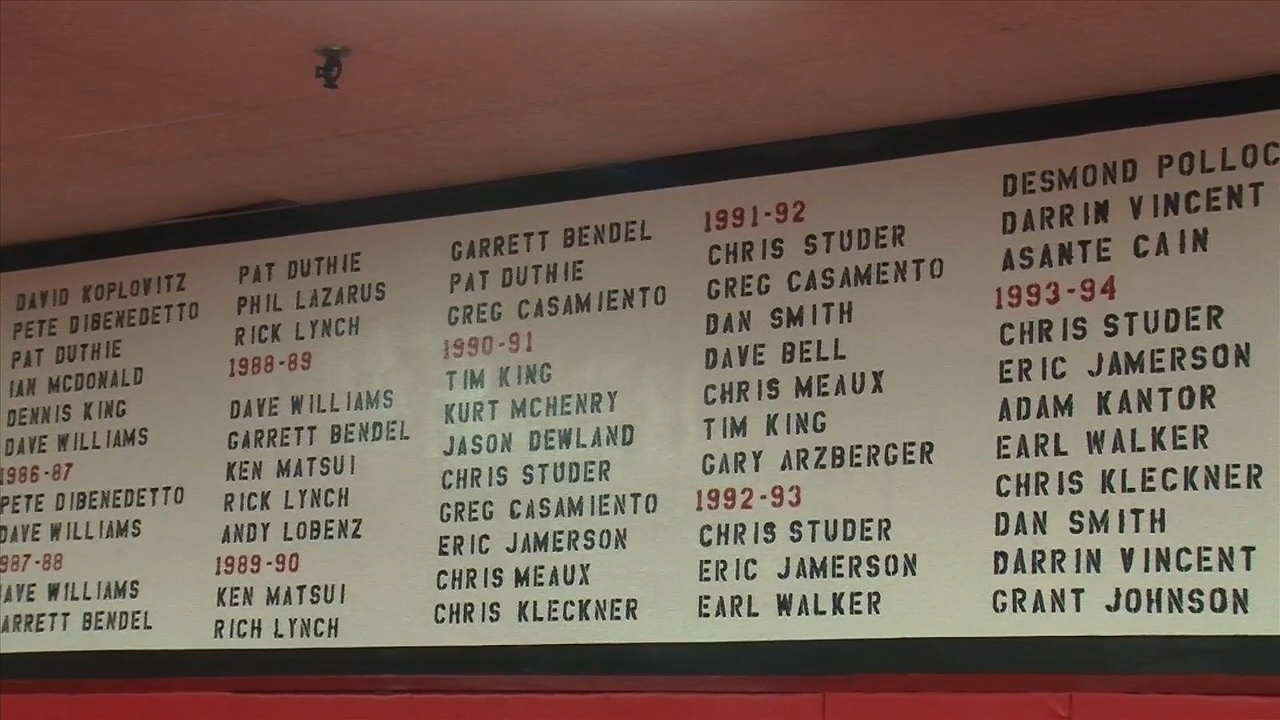 DAVID KOPLOVITZ
PETE DIBENEDETTO
PAT DUTHIE
IAN MCDONALD
DENNIS KING
DAVE WILLIAMS
1986-87
PETE DIBENEDETTO
DAVE WILLIAMS
987-88
AVE WILLIAMS
ARRETT BENDEL
PAT DUTHIE
PHIL LAZARUS
RICK LYNCH
1988-89
DAVE WILLIAMS
GARRETT BENDEL
KEN MATSUI
RICK LYNCH
ANDY LOBENZ
1989-90
KEN MATSUI
RICH LYNCH
GARRETT BENDEL
PAT DUTHIE
GREG CASAMIENTO
1990-91
TIM KING
KURT MCHENRY
JASON DEWLAND
CHRIS STUDER
GREG CASAMIENTO
ERIC JAMERSON
CHRIS MEAUX
CHRIS KLECKNER
1991-92
CHRIS STUDER
GREG CASAMENTO
DAN SMITH
DAVE BELL
CHRIS MEAUX
TIM KING
GARY ARZBERGER
1992-93
CHRIS STUDER
ERIC JAMERSON
EARL WALKER
DESMOND POLLOC
DARRIN VINCENT
ASANTE CAIN
1993-94
CHRIS STUDER
ERIC JAMERSON
ADAM KANTOR
EARL WALKER
CHRIS KLECKNER
DAN SMITH
DARRIN VINCENT
GRANT JOHNSON